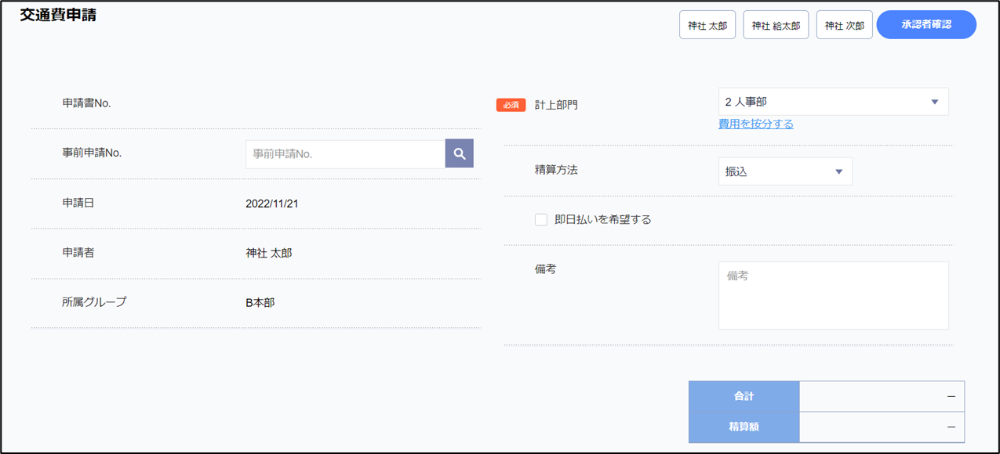 交通費申請
神社 太郎
神社 絵太郎
神社 次郎
承認者確認
申請書No.
事前申請No.
事前申請No.
申請日
2022/11/21
申請者
神社 太郎
所属グループ
B本部
必須
計上部門
2 人事部
費用を按分する
精算方法
振込
即日払いを希望する
備考
備考
合計
–
精算額
–